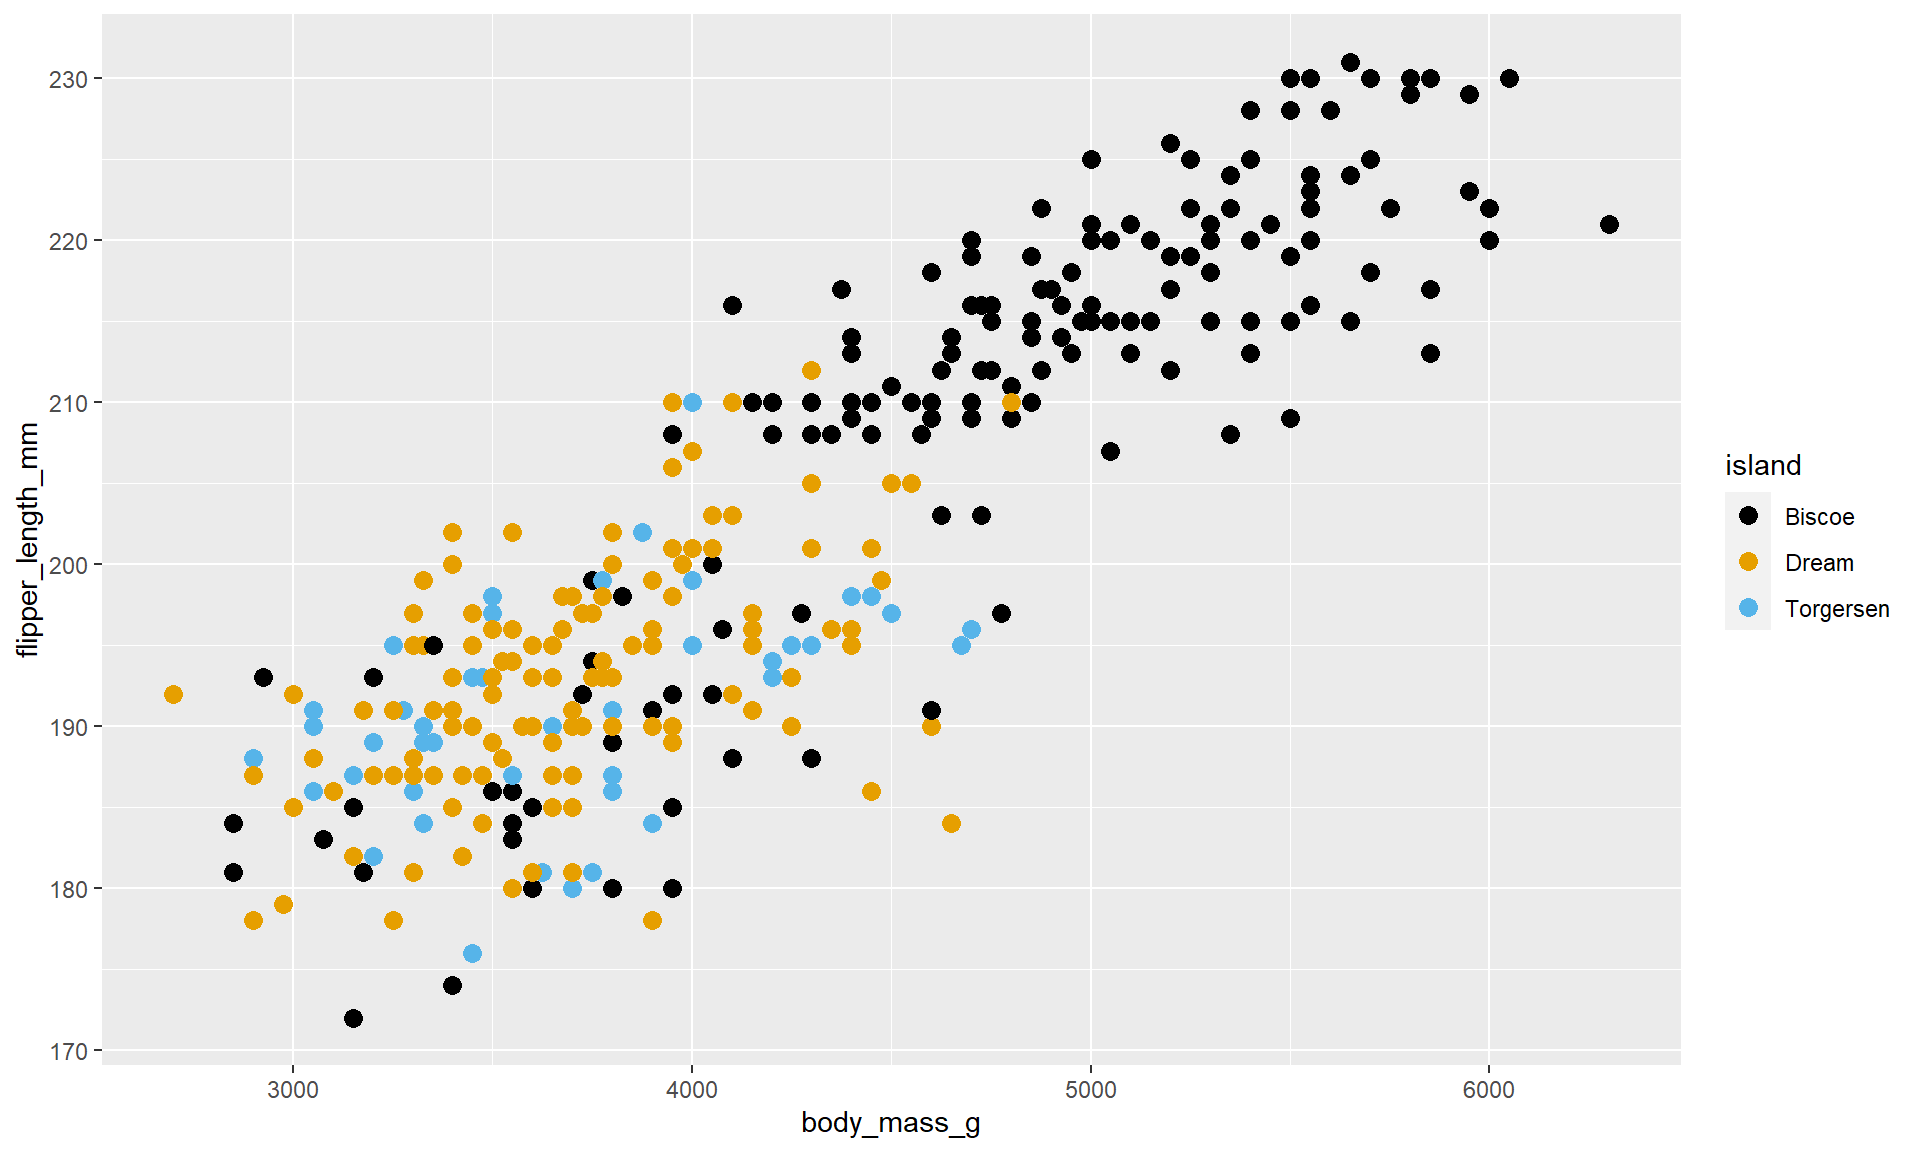 230
220
210
200
190
180
170
flipper_length_mm
3000 4000 5000 6000
body_mass_g
island
Biscoe
Dream
Torgersen